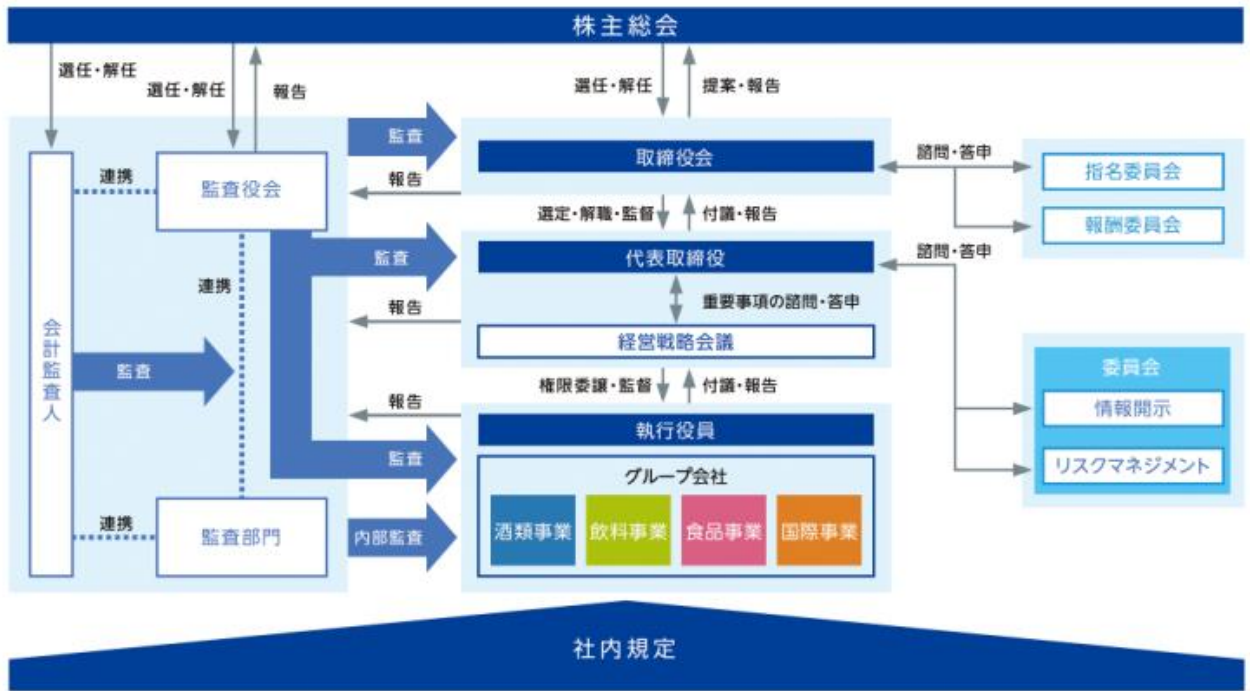 株主総会
選任・解任
選任・解任
報告
選任・解任
提案・報告
監査
取締役会
諮問・答申
指名委員会
連携
監査役会
報告
報酬委員会
選定・解職・監督
付議・報告
監査
代表取締役
諮問・答申
連携
重要事項の諮問・答申
報告
経営戦略会議
会計監査人
監査
委員会
権限委譲・監督
付議・報告
情報開示
報告
執行役員
監査
リスクマネジメント
グループ会社
連携
監査部門
内部監査
酒類事業
飲料事業
食品事業
国際事業
社内規定